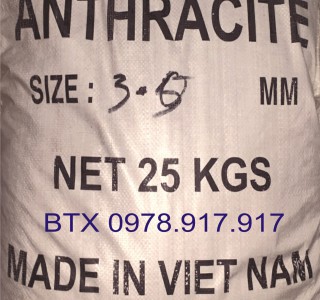 ANTHRACITE
SIZE : 3-5 MM
NET 25 KGS
BTX 0978.917.917
MADE IN VIET NAM